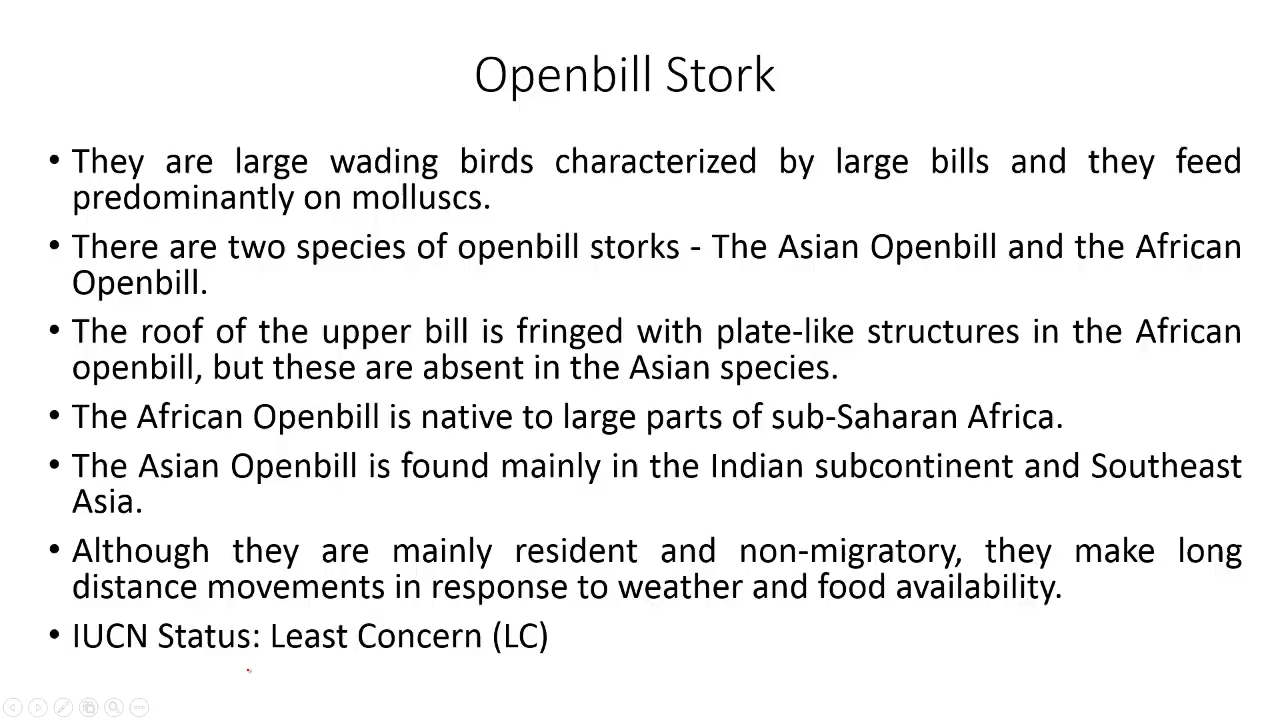 Openbill Stork
• They are large wading birds characterized by large bills and they feed
predominantly on molluscs.
• There are two species of openbill storks - The Asian Openbill and the African
Openbill.
• The roof of the upper bill is fringed with plate-like structures in the African
openbill, but these are absent in the Asian species.
• The African Openbill is native to large parts of sub-Saharan Africa.
• The Asian Openbill is found mainly in the Indian subcontinent and Southeast
Asia.
• Although they are mainly resident and non-migratory, they make long
distance movements in response to weather and food availability.
• IUCN Status: Least Concern (LC)